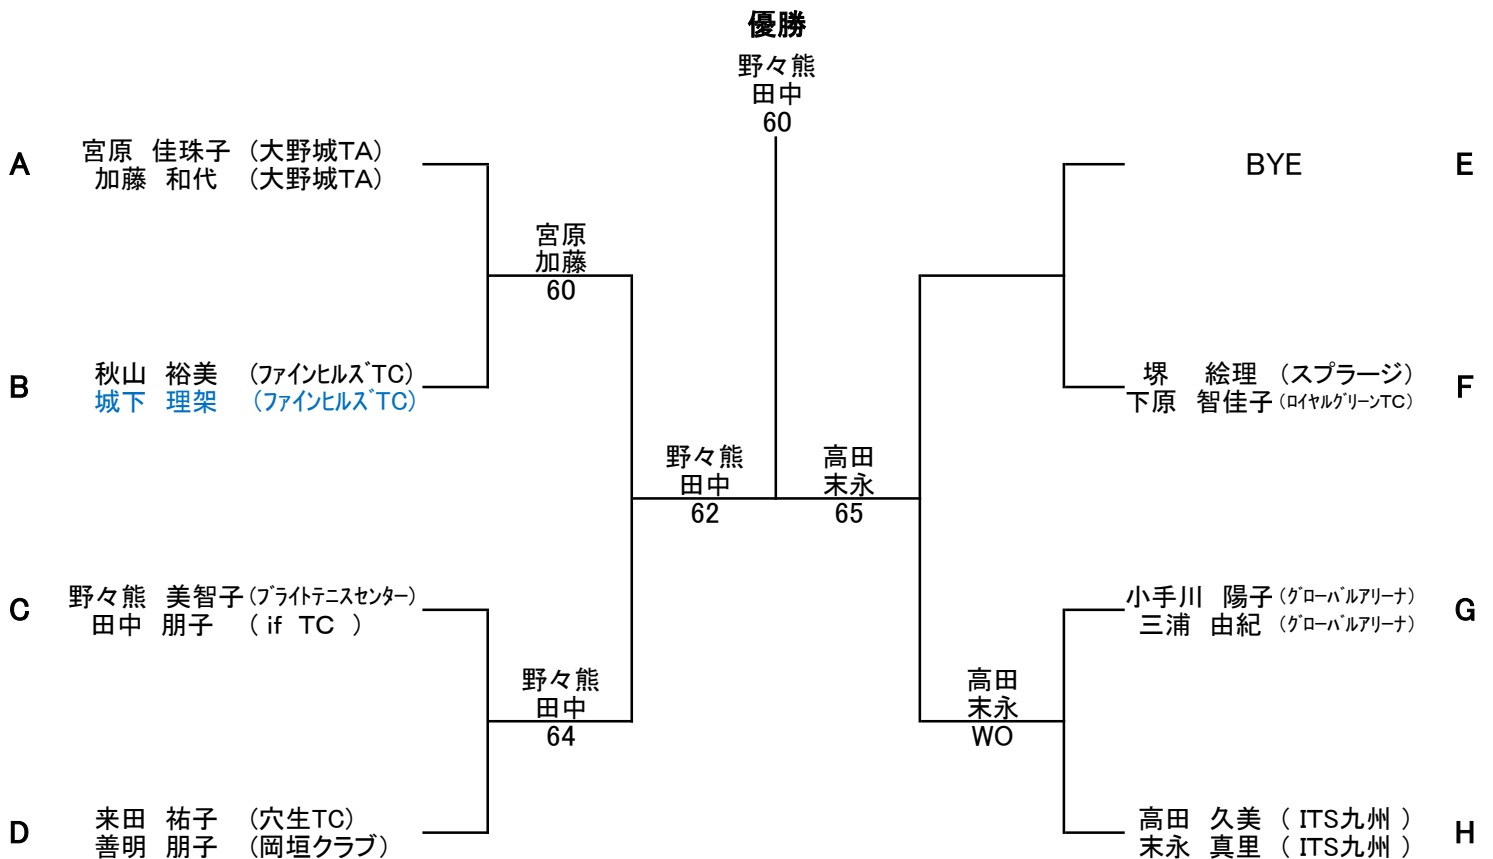 優勝
野々熊
田中
60
A
宮原 佳珠子 (大野城TA)
加藤 和代 (大野城TA)
宮原
加藤
60
B
秋山 裕美 (ファインヒルズTC)
城下 理架 (ファインヒルズTC)
野々熊
田中
62
C
野々熊 美智子(ブライトテニスセンター)
田中 朋子 ( if TC )
野々熊
田中
64
D
来田 祐子 (穴生TC)
善明 朋子 (岡垣クラブ)
BYE
E
堺 絵理 (スプラージ)
下原 智佳子(ロイヤルグリーンTC)
F
高田
末永
65
小手川 陽子(グローバルアリーナ)
三浦 由紀 (グローバルアリーナ)
G
高田
末永
WO
高田 久美 ( ITS九州 )
末永 真里 ( ITS九州 )
H